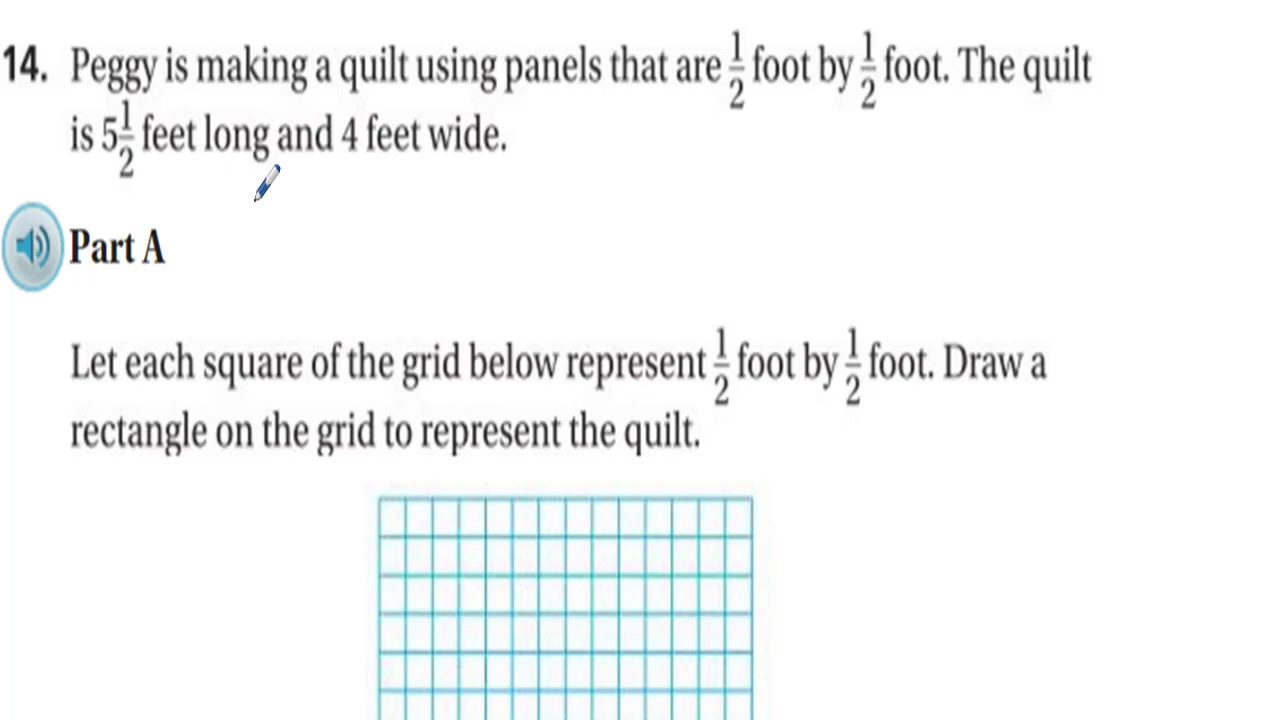 14. Peggy is making a quilt using panels that are 1/2 foot by 1/2 foot. The quilt
is 5 1/2 feet long and 4 feet wide.
Part A
Let each square of the grid below represent 1/2 foot by 1/2 foot. Draw a
rectangle on the grid to represent the quilt.